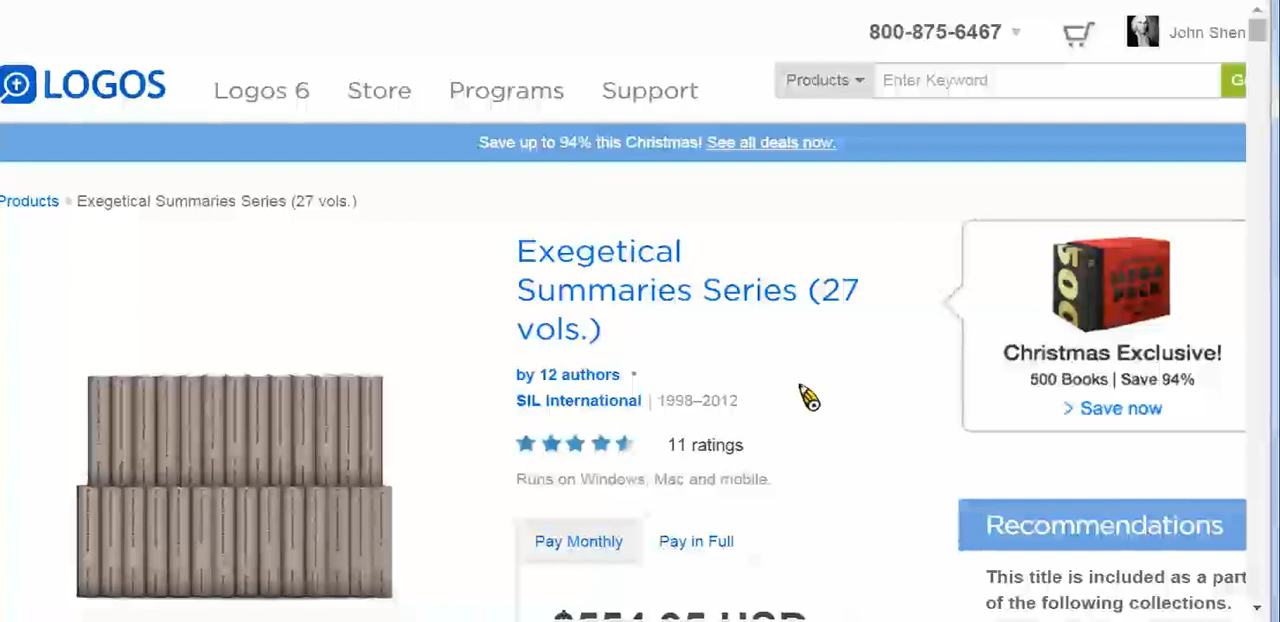 800-875-6467
John Shen
LOGOS
Logos 6 Store Programs Support
Products
Enter Keyword
Save up to 94% this Christmas! See all deals now.
Products Exegetical Summaries Series (27 vols.)
Exegetical
Summaries Series (27
vols.)
by 12 authors
SIL International | 1998–2012
11 ratings
Runs on Windows, Mac and mobile.
Pay Monthly Pay in Full
500
MEGA
PACK
Christmas Exclusive!
500 Books | Save 94%
> Save now
Recommendations
This title is included as a part
of the following collections.